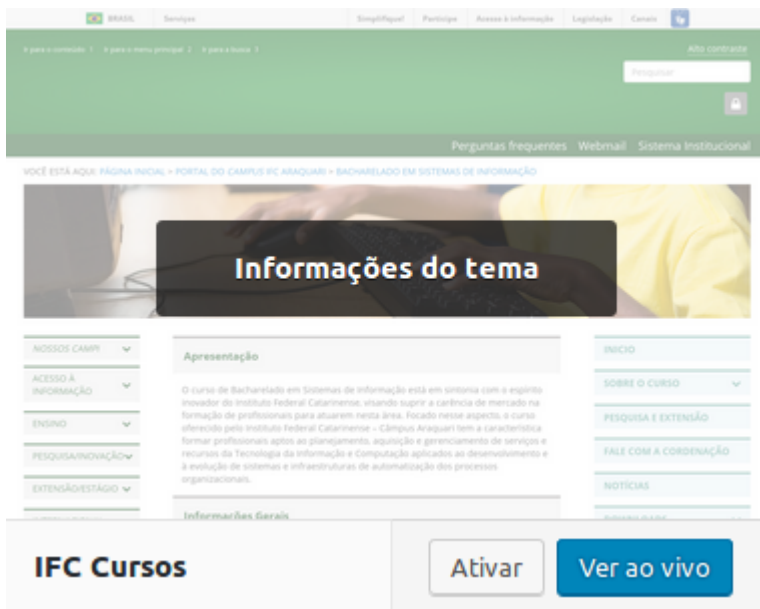 BRASIL Serviços Simplifique! Participe Acesso à informação Legislação Canais
Ir para o conteúdo 1 Ir para o menu principal 2 Ir para a busca 3 Alto contraste
Pesquisar
Perguntas frequentes Webmail Sistema Institucional
VOCÊ ESTÁ AQUI: PÁGINA INICIAL > PORTAL DO CAMPUS IFC ARAQUARI > BACHARELADO EM SISTEMAS DE INFORMAÇÃO
Informações do tema
NOSSOS CAMPI
ACESSO À
INFORMAÇÃO
ENSINO
PESQUISA/INOVAÇÃO
EXTENSÃO/ESTÁGIO
Apresentação
O curso de Bacharelado em Sistemas de Informação está em sintonia com o espírito
inovador do Instituto Federal Catarinense, visando suprir a carência de mercado na
formação de profissionais para atuarem nesta área. Focado nesse aspecto, o curso
oferecido pelo Instituto Federal Catarinense – Câmpus Araquari tem a característica
formar profissionais aptos ao planejamento, aquisição e gerenciamento de serviços e
recursos da Tecnologia da Informação e Computação aplicados ao desenvolvimento e
à evolução de sistemas e infraestruturas de automatização dos processos
organizacionais.
Informações Gerais
INICIO
SOBRE O CURSO
PESQUISA E EXTENSÃO
FALE COM A CORDENAÇÃO
NOTÍCIAS
IFC Cursos
Ativar
Ver ao vivo